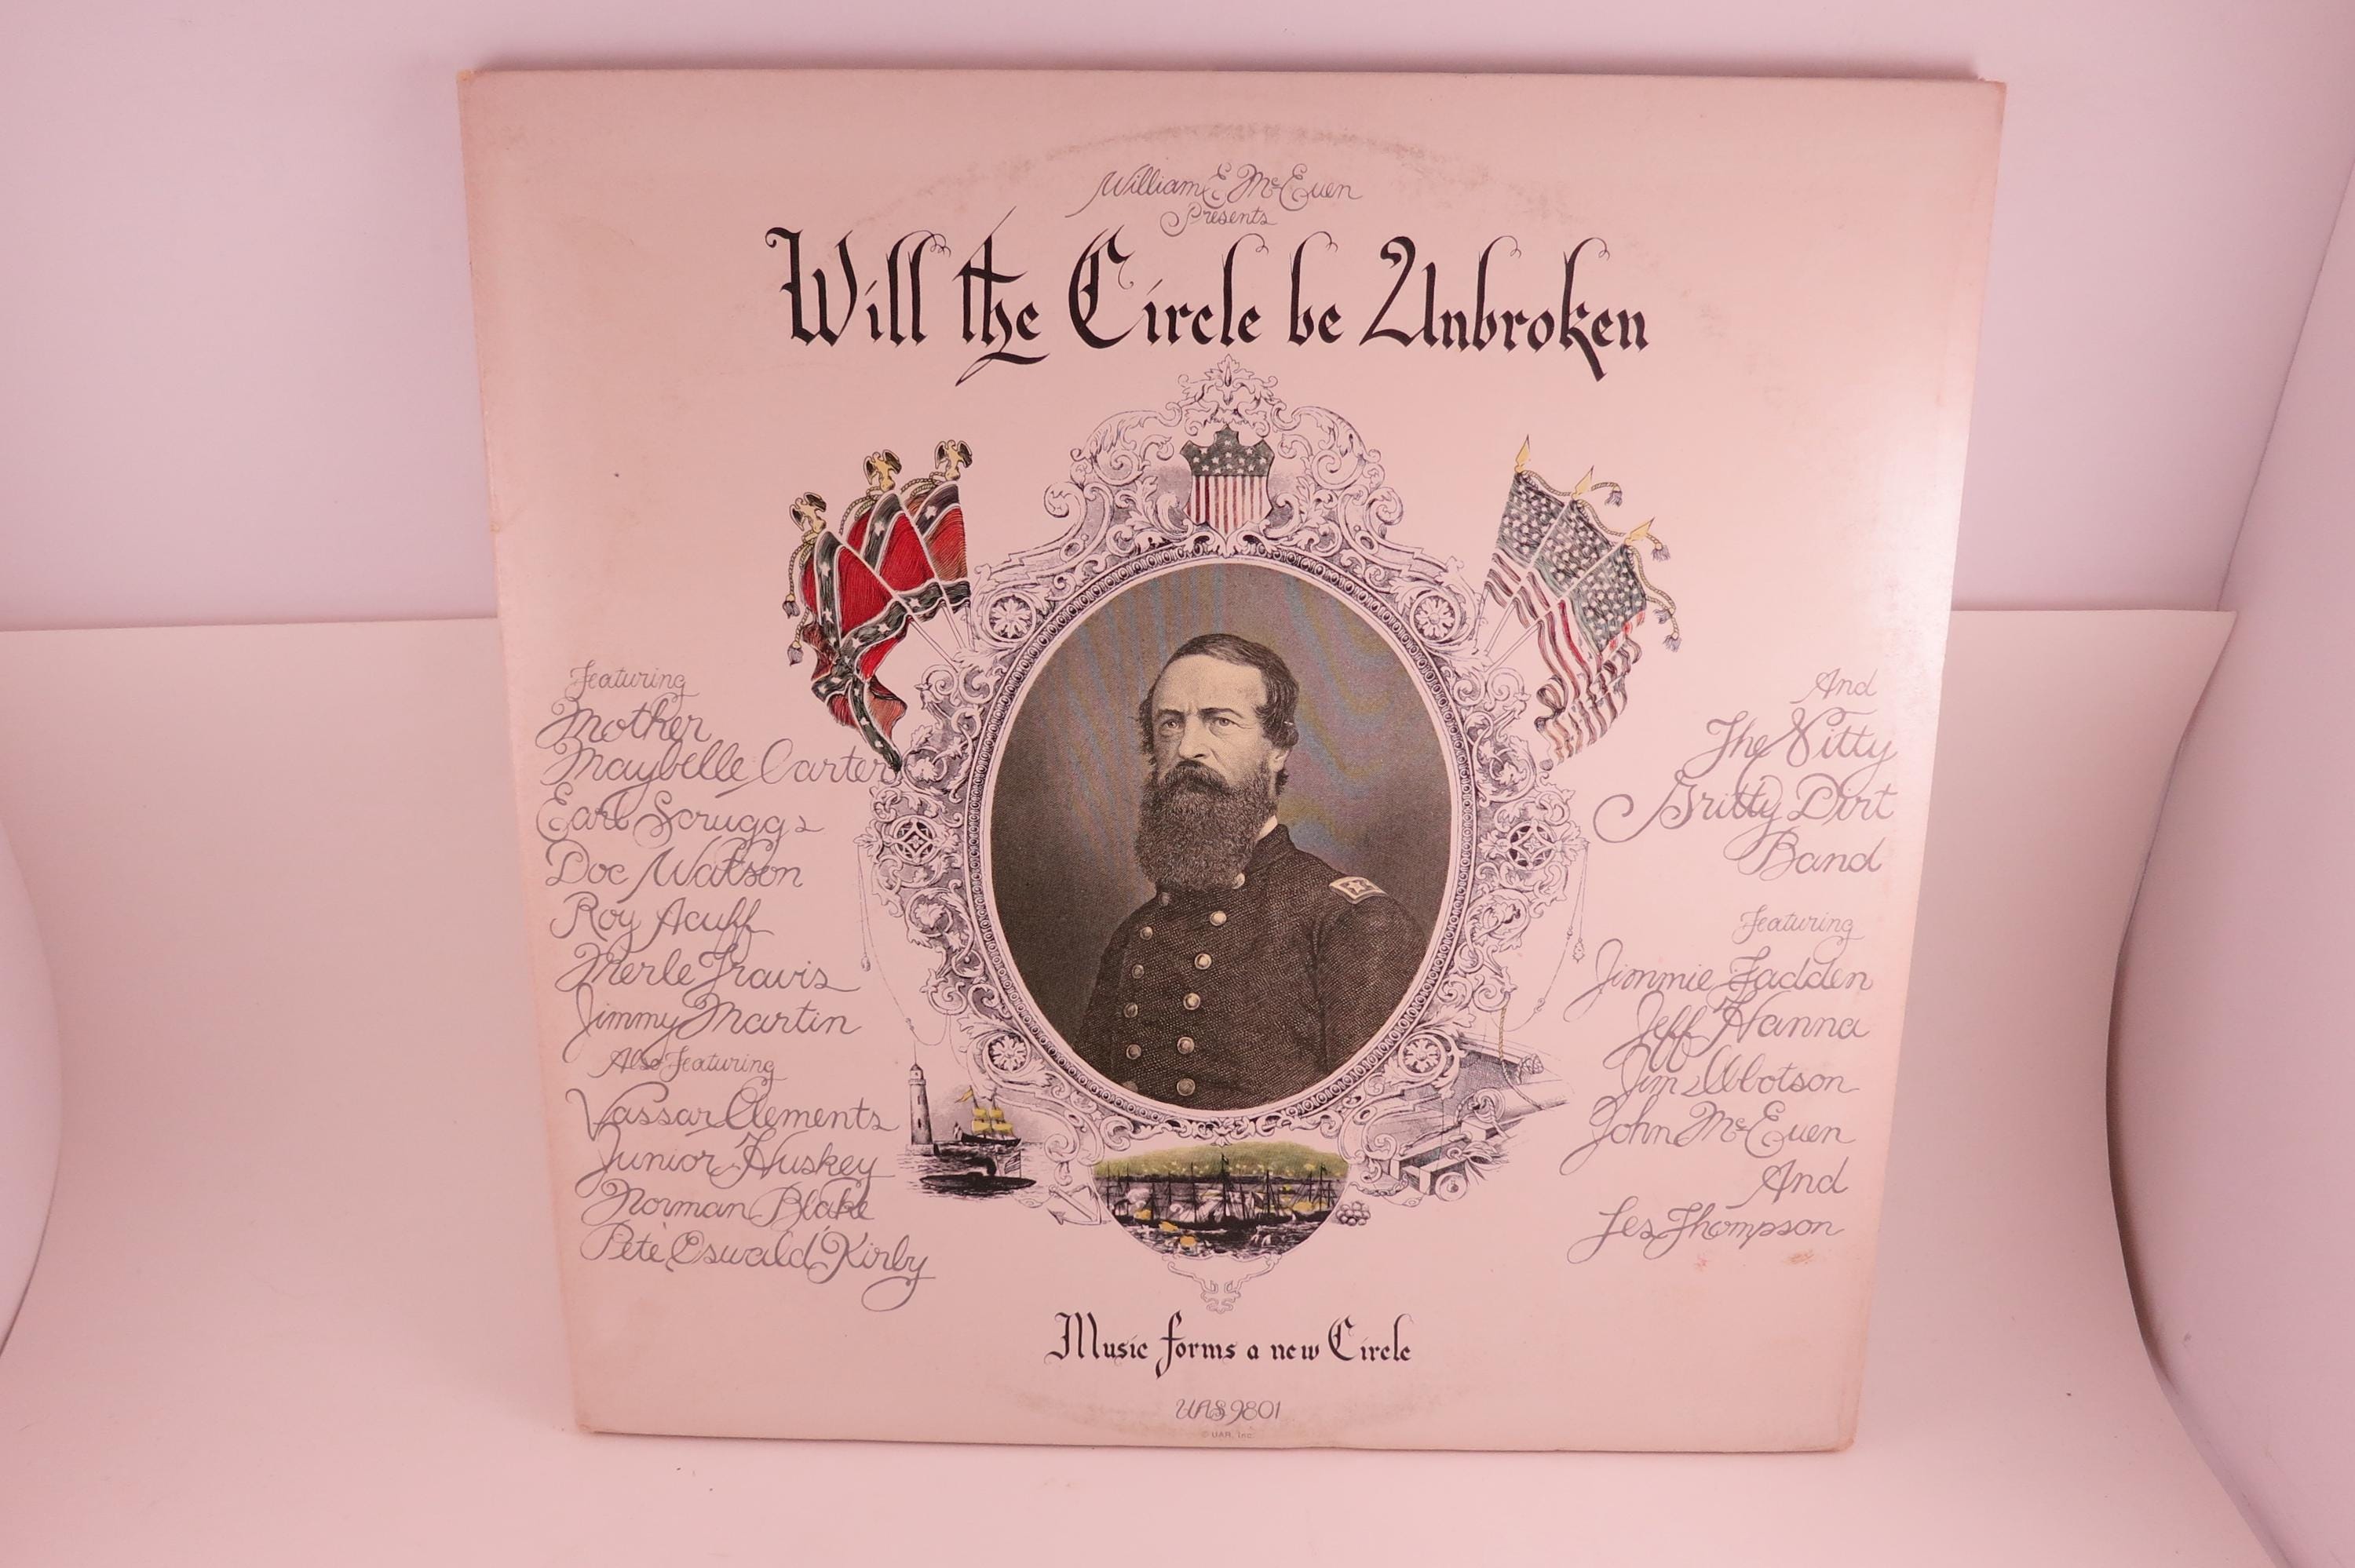 William E. McEuen
Presents
Will the Circle be Unbroken
Featuring
Mother
Maybelle Carter
Earl Scruggs
Doc Watson
Roy Acuff
Merle Travis
Jimmy Martin
Also Featuring
Vassar Clements
Junior Huskey
Norman Blake
Pete Oswald Kirby
And
The Nitty
Gritty Dirt
Band
Featuring
Jimmie Fadden
Jeff Hanna
Jim Ibbotson
John McEuen
And
Les Thompson
Music forms a new Circle
UAS 9801
© UAR, Inc.